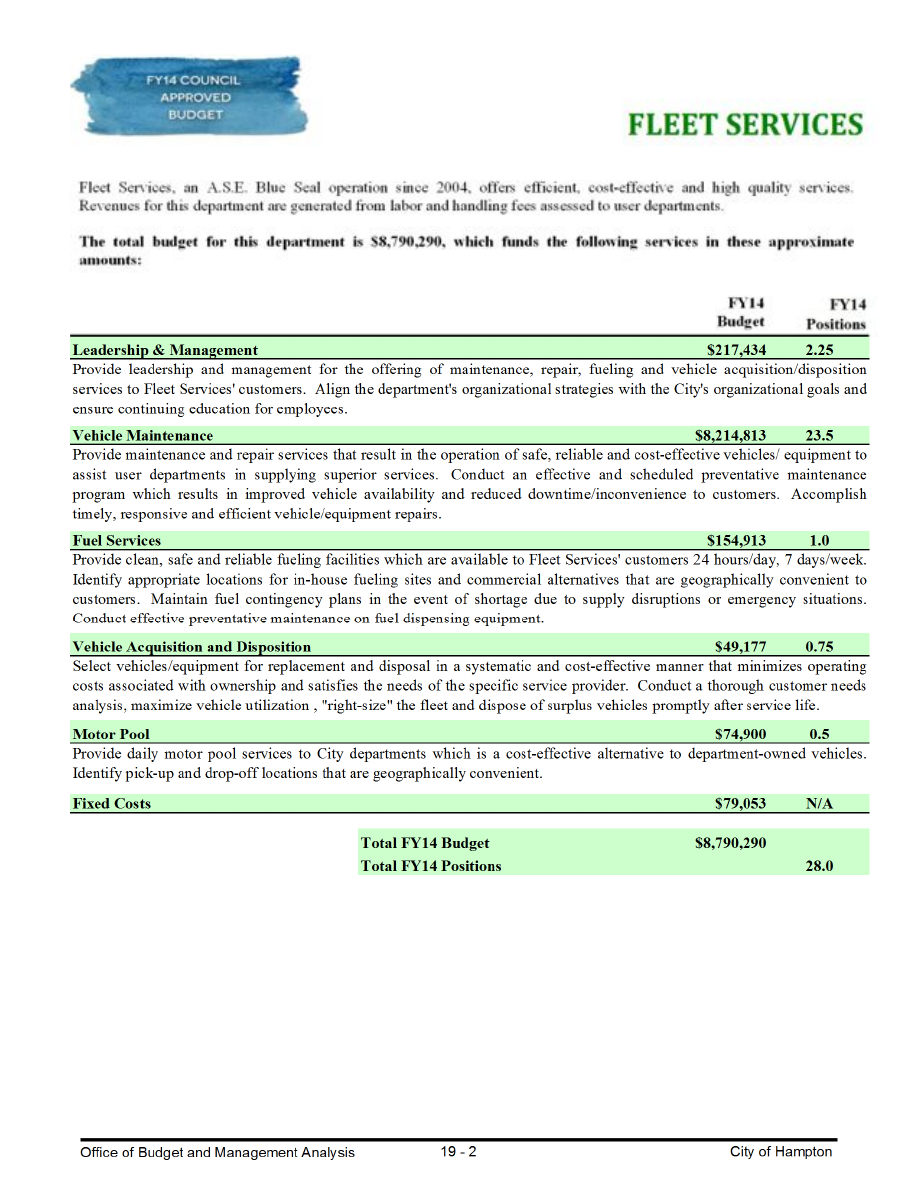 FY14 COUNCIL
APPROVED
BUDGET
FLEET SERVICES
Fleet Services, an A.S.E. Blue Seal operation since 2004, offers efficient, cost-effective and high quality services.
Revenues for this department are generated from labor and handling fees assessed to user departments.
The total budget for this department is $8,790,290, which funds the following services in these approximate
amounts:
FY14 FY14
Budget Positions
Leadership & Management $217,434 2.25
Provide leadership and management for the offering of maintenance, repair, fueling and vehicle acquisition/disposition
services to Fleet Services' customers. Align the department's organizational strategies with the City's organizational goals and
ensure continuing education for employees.
Vehicle Maintenance $8,214,813 23.5
Provide maintenance and repair services that result in the operation of safe, reliable and cost-effective vehicles/ equipment to
assist user departments in supplying superior services. Conduct an effective and scheduled preventative maintenance
program which results in improved vehicle availability and reduced downtime/inconvenience to customers. Accomplish
timely, responsive and efficient vehicle/equipment repairs.
Fuel Services $154,913 1.0
Provide clean, safe and reliable fueling facilities which are available to Fleet Services' customers 24 hours/day, 7 days/week.
Identify appropriate locations for in-house fueling sites and commercial alternatives that are geographically convenient to
customers. Maintain fuel contingency plans in the event of shortage due to supply disruptions or emergency situations.
Conduct effective preventative maintenance on fuel dispensing equipment.
Vehicle Acquisition and Disposition $49,177 0.75
Select vehicles/equipment for replacement and disposal in a systematic and cost-effective manner that minimizes operating
costs associated with ownership and satisfies the needs of the specific service provider. Conduct a thorough customer needs
analysis, maximize vehicle utilization , "right-size" the fleet and dispose of surplus vehicles promptly after service life.
Motor Pool $74,900 0.5
Provide daily motor pool services to City departments which is a cost-effective alternative to department-owned vehicles.
Identify pick-up and drop-off locations that are geographically convenient.
Fixed Costs $79,053 N/A
Total FY14 Budget $8,790,290
Total FY14 Positions 28.0
Office of Budget and Management Analysis 19 - 2 City of Hampton